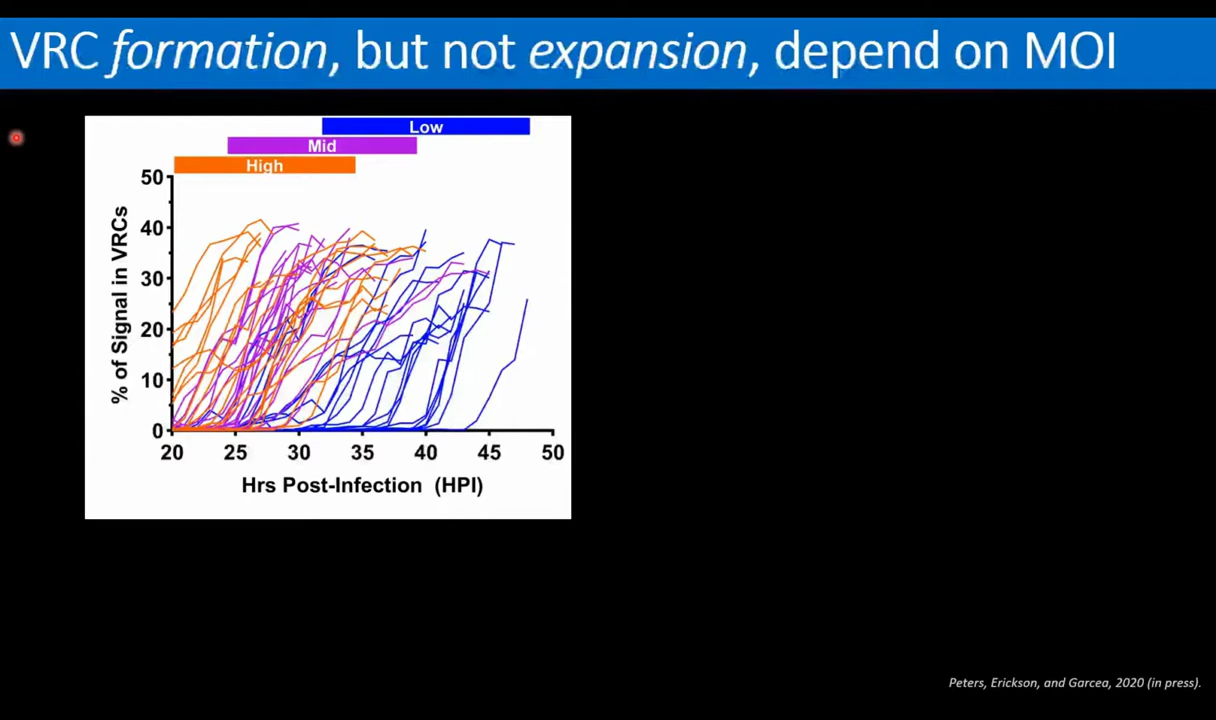 VRC formation, but not expansion, depend on MOI
Low
Mid
High
50
40
30
20
10
0
% of Signal in VRCs
20 25 30 35 40 45 50
Hrs Post-Infection (HPI)
Peters, Erickson, and Garcea, 2020 (in press).